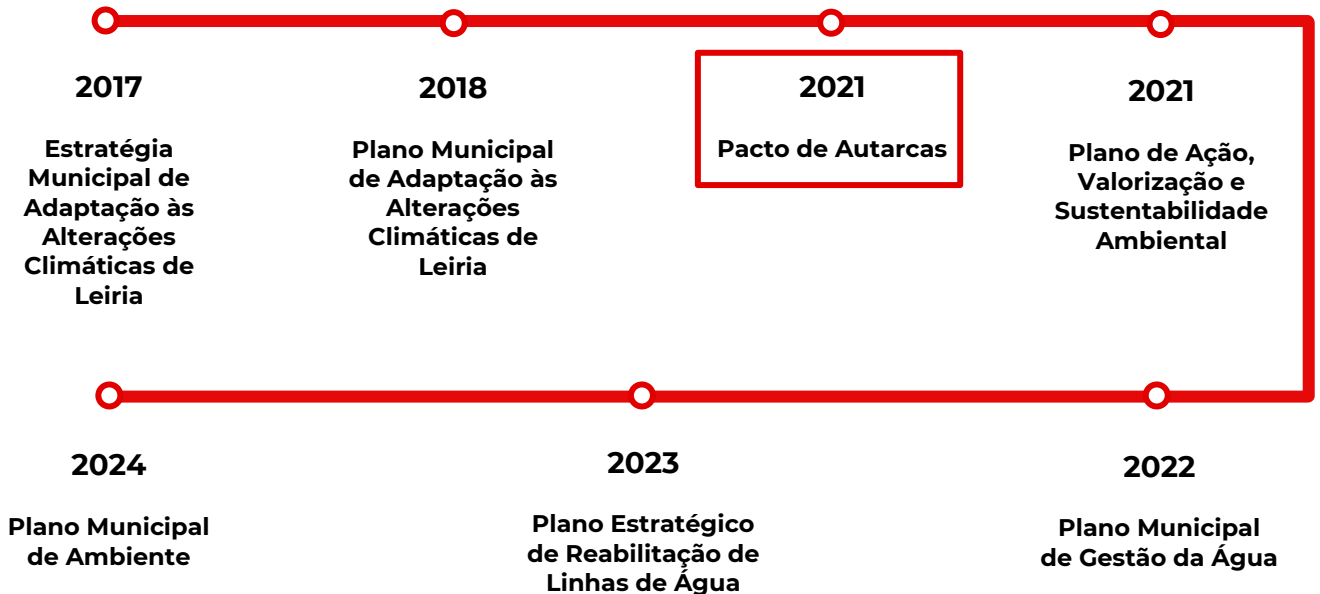 2017
Estratégia
Municipal de
Adaptação às
Alterações
Climáticas de
Leiria
2018
Plano Municipal
de Adaptação às
Alterações
Climáticas de
Leiria
2021
Pacto de Autarcas
2021
Plano de Ação,
Valorização e
Sustentabilidade
Ambiental
2022
Plano Municipal
de Gestão da Água
2023
Plano Estratégico
de Reabilitação de
Linhas de Água
2024
Plano Municipal
de Ambiente